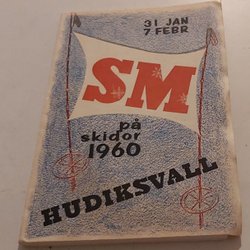 31 JAN
7 FEBR
SM
på
skidor
1960
HUDIKSVALL